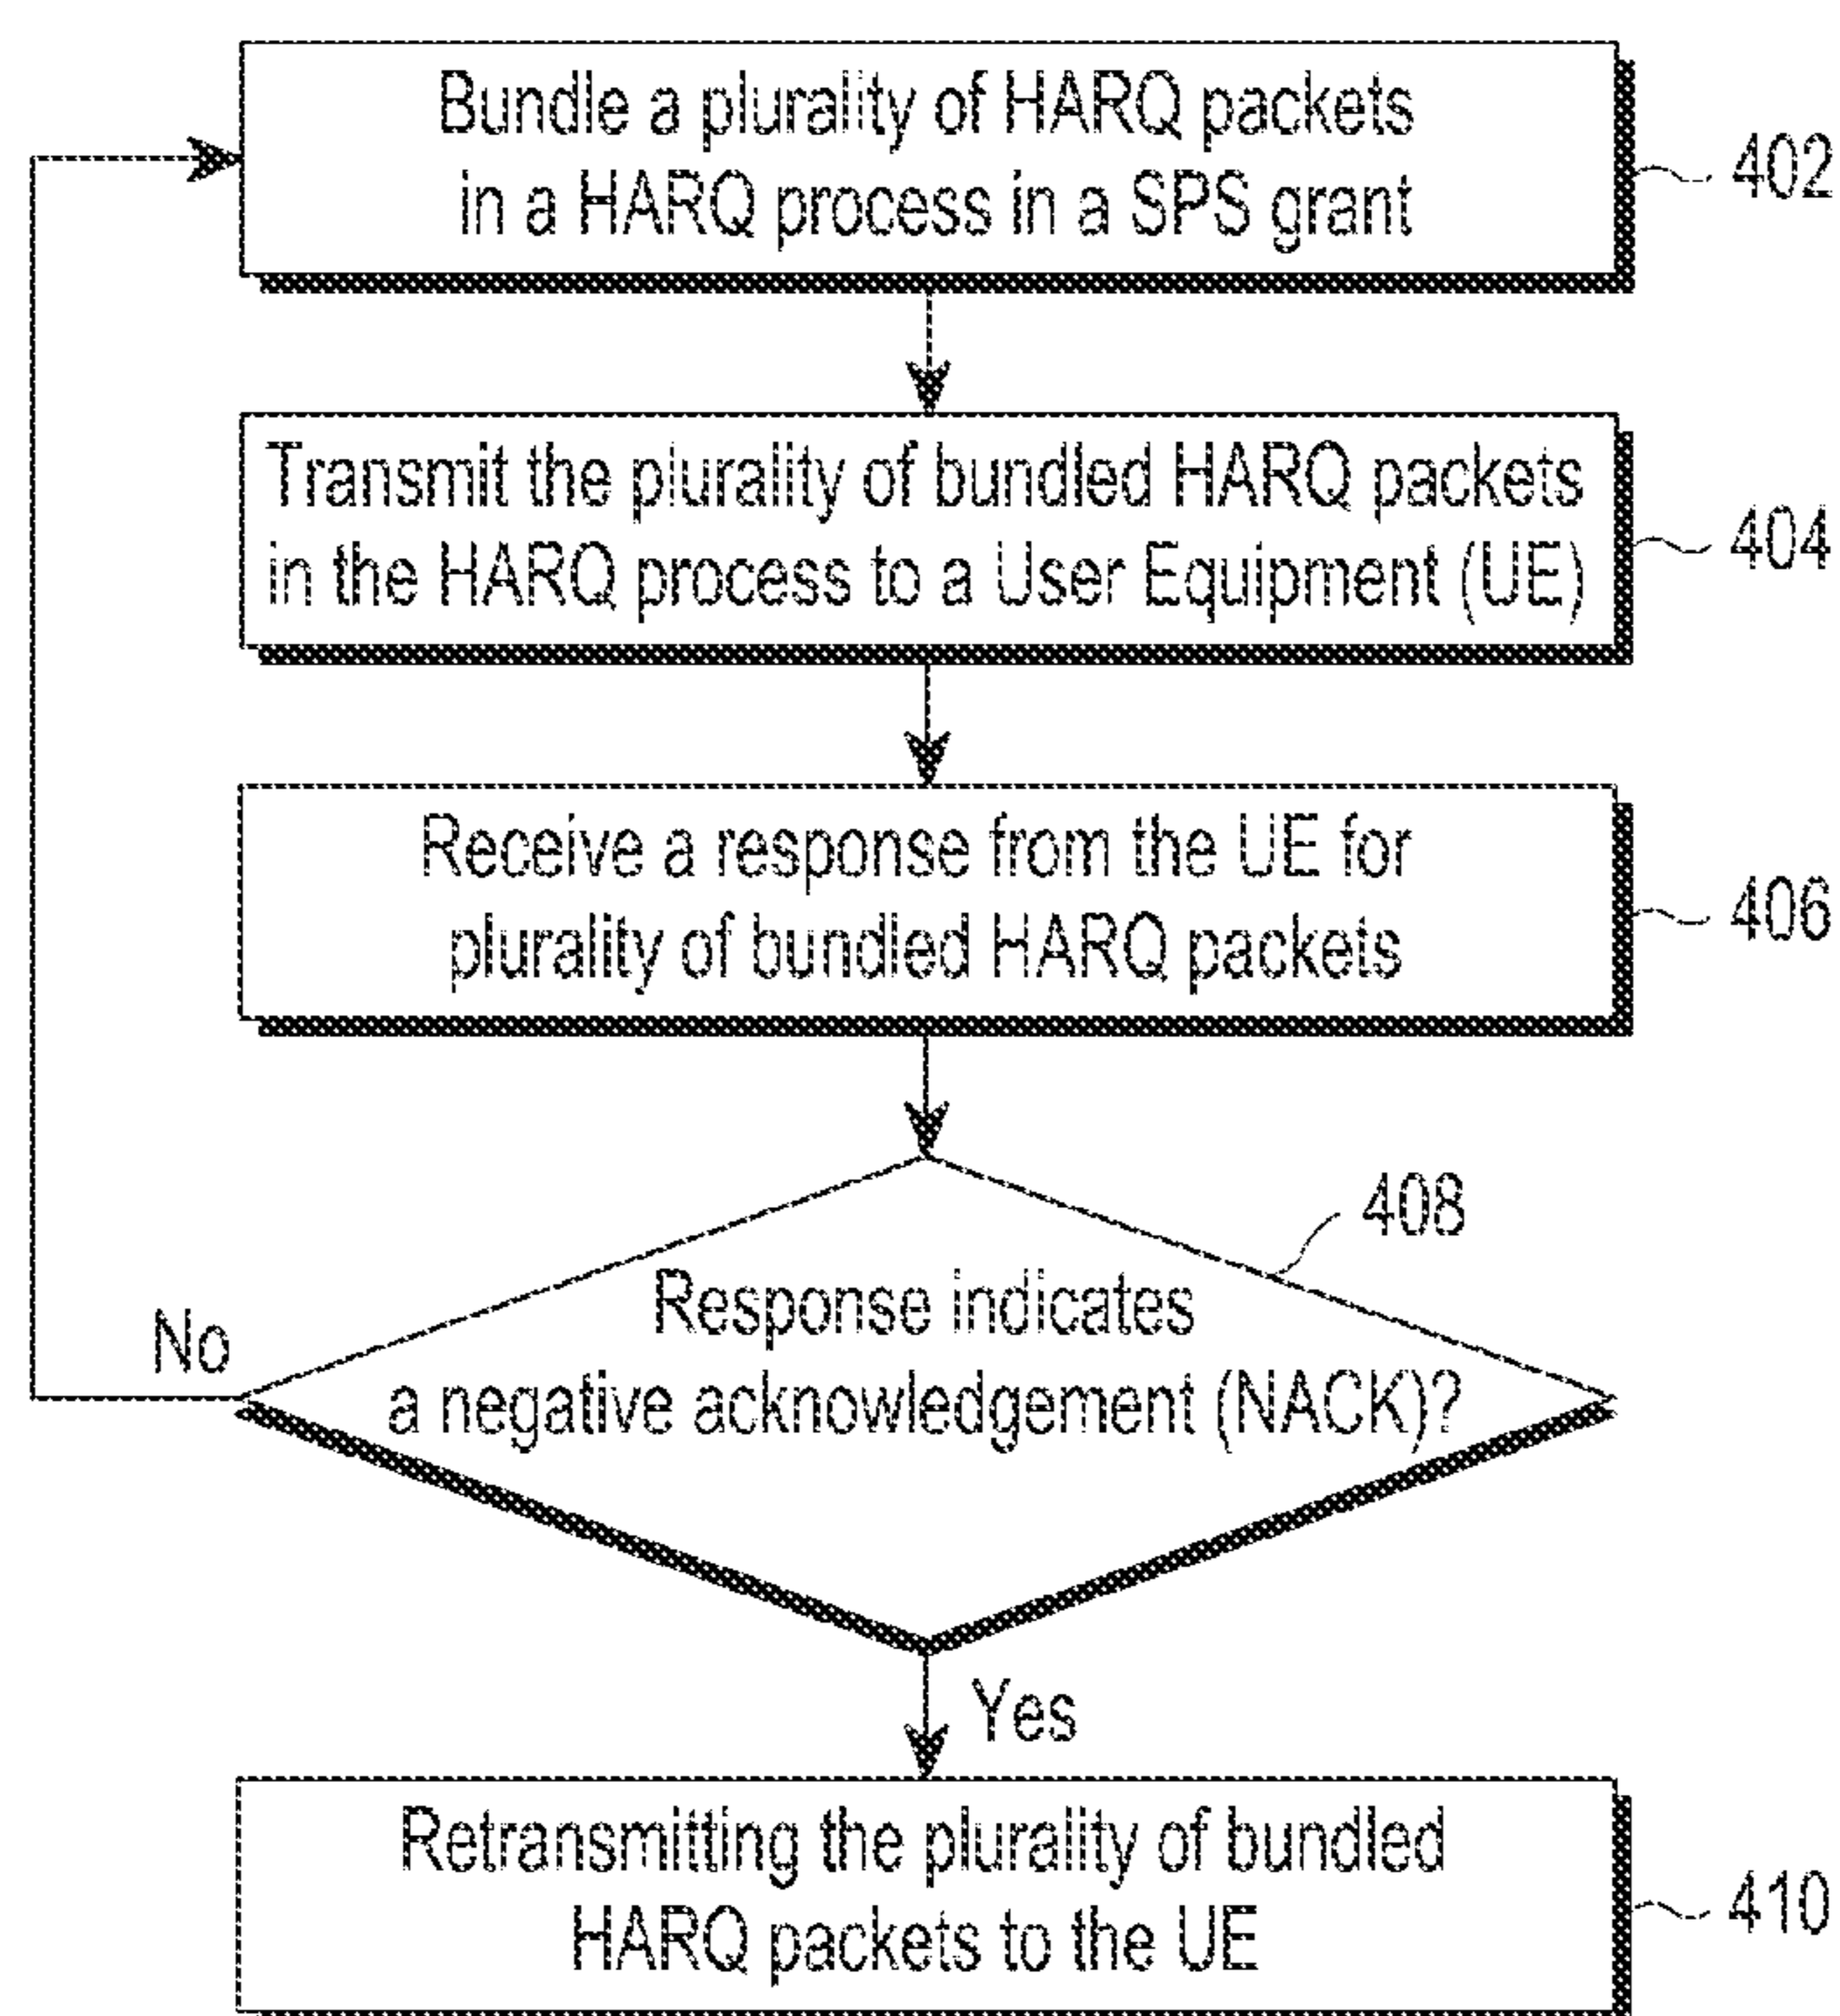 Bundle a plurality of HARQ packets
in a HARQ process in a SPS grant
402
Transmit the plurality of bundled HARQ packets
in the HARQ process to a User Equipment (UE)
404
Receive a response from the UE for
plurality of bundled HARQ packets
406
408
Response indicates
a negative acknowledgement (NACK)?
No
Yes
Retransmitting the plurality of bundled
HARQ packets to the UE
410